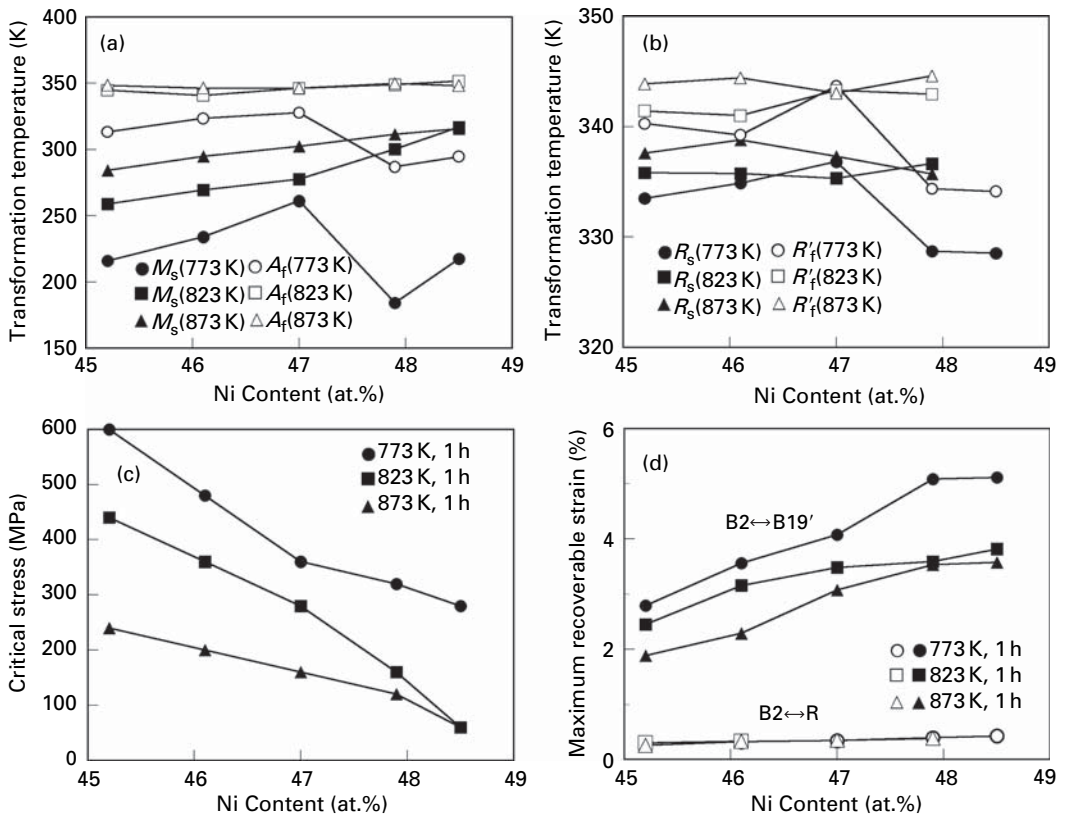 Transformation temperature (K)
400
350
300
250
200
150
(a)
Ms(773 K) Af(773 K)
Ms(823 K) Af(823 K)
Ms(873 K) Af(873 K)
45 46 47 48 49
Ni Content (at.%)
Transformation temperature (K)
350
340
330
320
(b)
Rs(773 K) R′f(773 K)
Rs(823 K) R′f(823 K)
Rs(873 K) R′f(873 K)
45 46 47 48 49
Ni Content (at.%)
Critical stress (MPa)
600
500
400
300
200
100
0
(c)
773 K, 1 h
823 K, 1 h
873 K, 1 h
45 46 47 48 49
Ni Content (at.%)
Maximum recoverable strain (%)
6
4
2
0
(d)
B2↔B19′
773 K, 1 h
823 K, 1 h
873 K, 1 h
B2↔R
45 46 47 48 49
Ni Content (at.%)